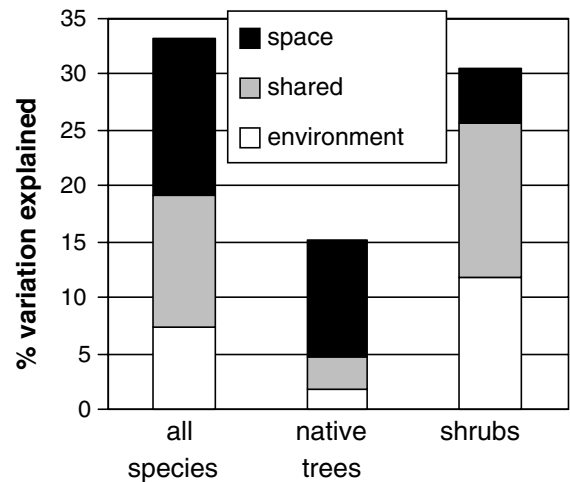 % variation explained
35
30
25
20
15
10
5
0
space
shared
environment
all
species
native
trees
shrubs